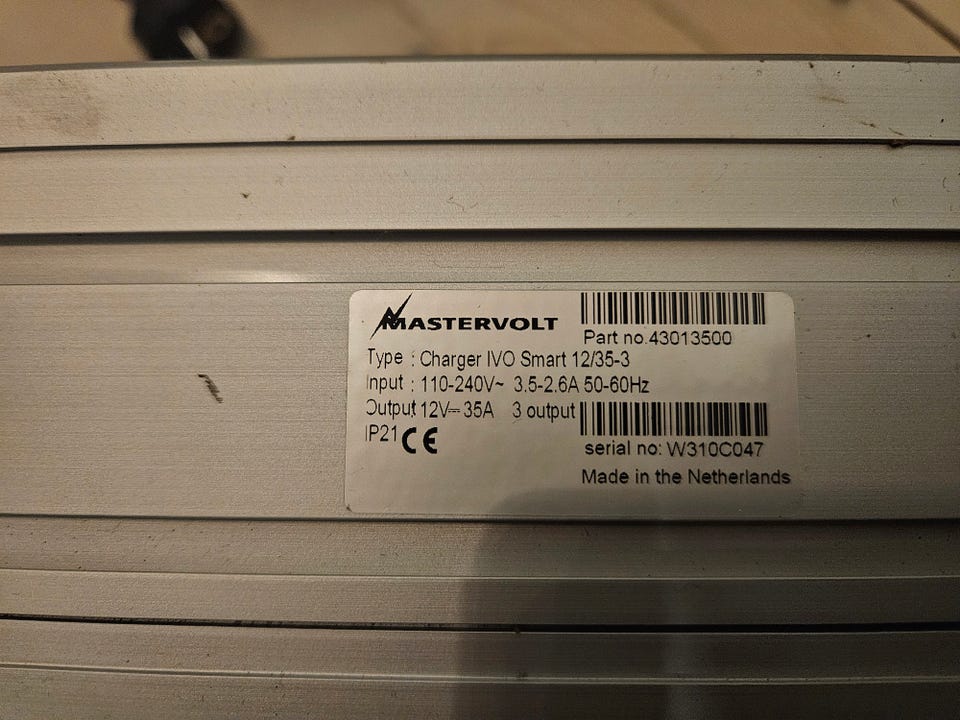 MASTERVOLT
Part no.43013500
Type : Charger IVO Smart 12/35-3
Input : 110-240V~ 3.5-2.6A 50-60Hz
Output 12V⎓ 35A 3 output
IP21 CE
serial no: W310C047
Made in the Netherlands